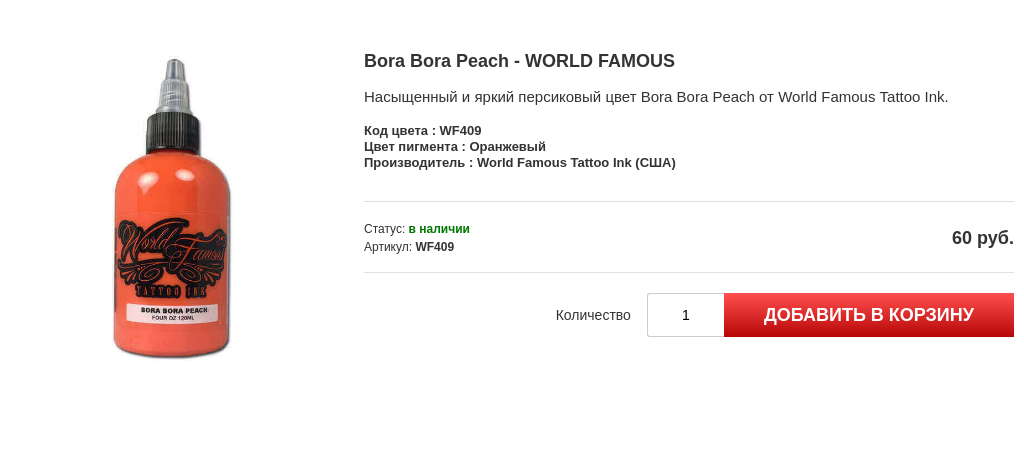 Bora Bora Peach - WORLD FAMOUS
Насыщенный и яркий персиковый цвет Bora Bora Peach от World Famous Tattoo Ink.
Код цвета : WF409
Цвет пигмента : Оранжевый
Производитель : World Famous Tattoo Ink (США)
Статус: в наличии
Артикул: WF409
60 руб.
Количество
1
ДОБАВИТЬ В КОРЗИНУ
World
Famous
TATTOO INK
BORA BORA PEACH
FOUR OZ 120ML